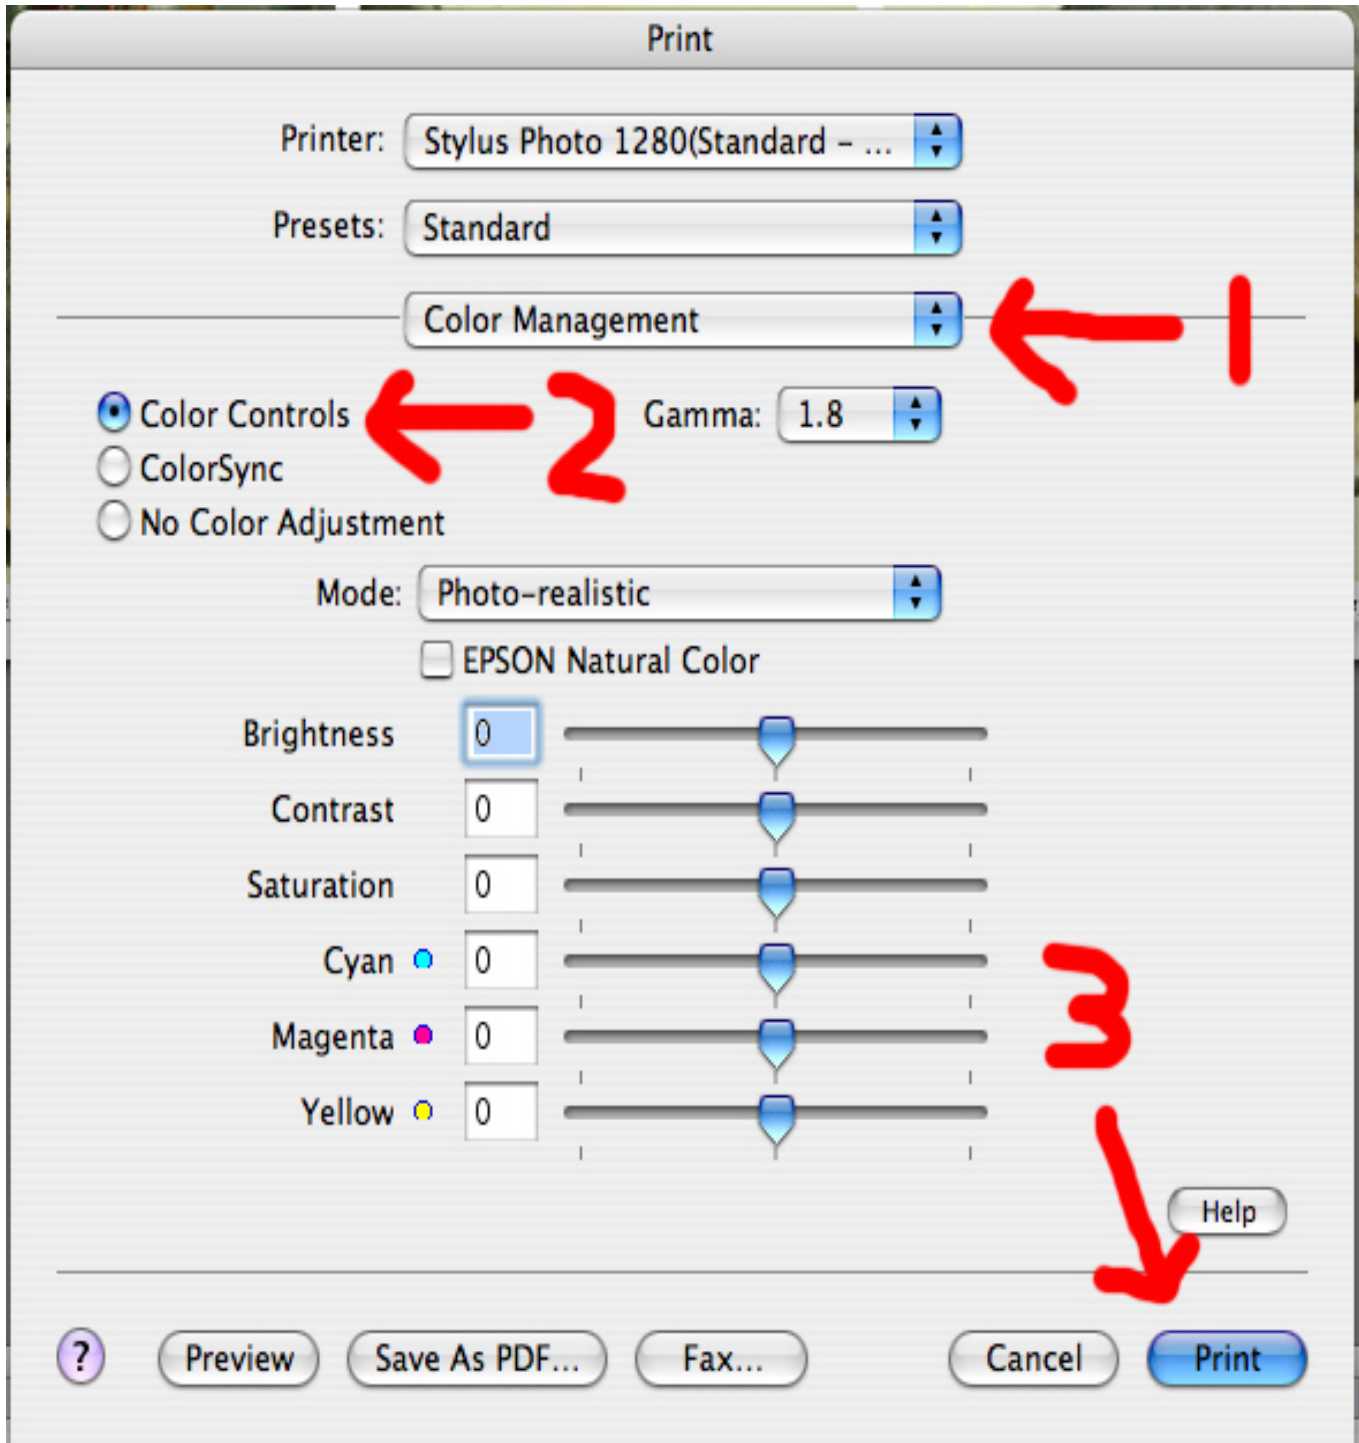 Print
Printer: Stylus Photo 1280(Standard – ...
Presets: Standard
Color Management 1
Color Controls 2 Gamma: 1.8
ColorSync
No Color Adjustment
Mode: Photo-realistic
EPSON Natural Color
Brightness 0
Contrast 0
Saturation 0
Cyan 0
3
Magenta 0
Yellow 0
Help
? Preview Save As PDF... Fax... Cancel Print